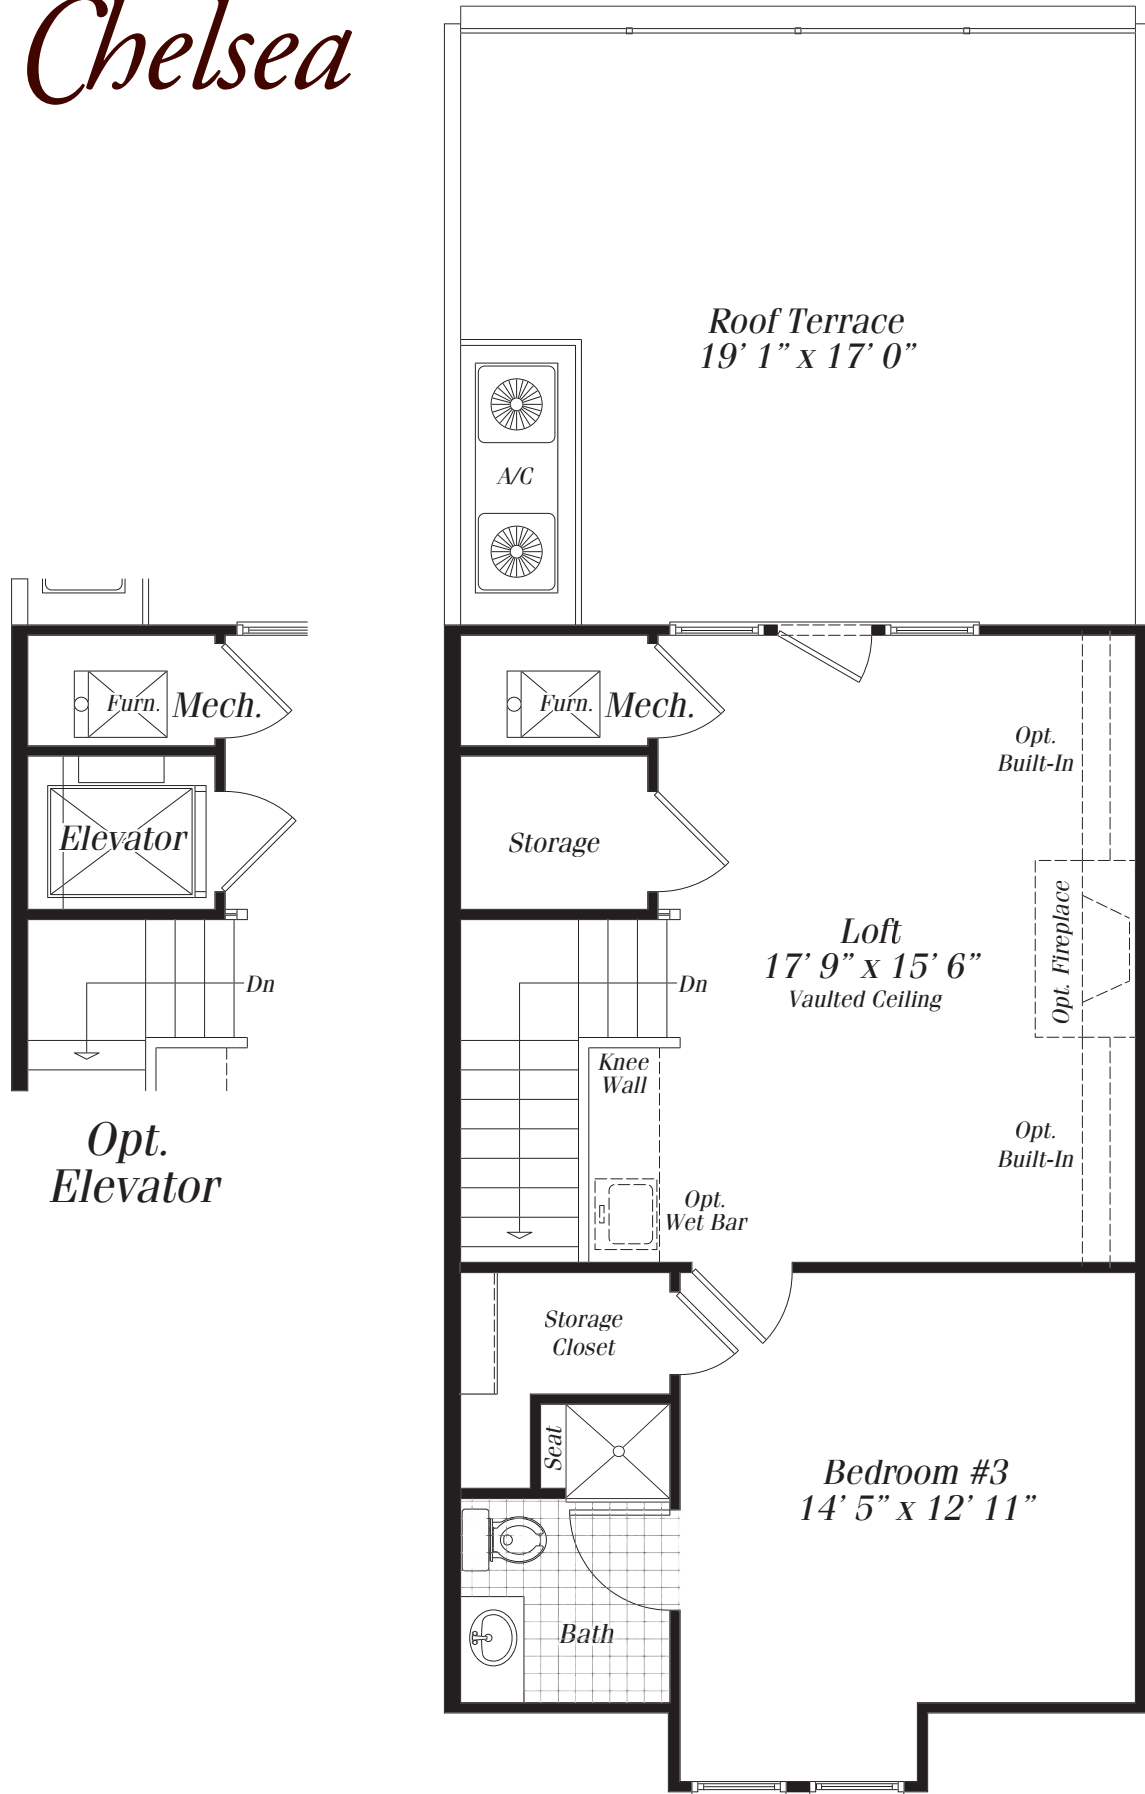 Chelsea
Roof Terrace
19’ 1” x 17’ 0”
A/C
Furn. Mech.
Elevator
Dn
Opt.
Elevator
Furn. Mech.
Opt.
Built-In
Storage
Opt. Fireplace
Loft
17’ 9” x 15’ 6”
Vaulted Ceiling
Dn
Knee
Wall
Opt.
Built-In
Opt.
Wet Bar
Storage
Closet
Seat
Bedroom #3
14’ 5” x 12’ 11”
Bath